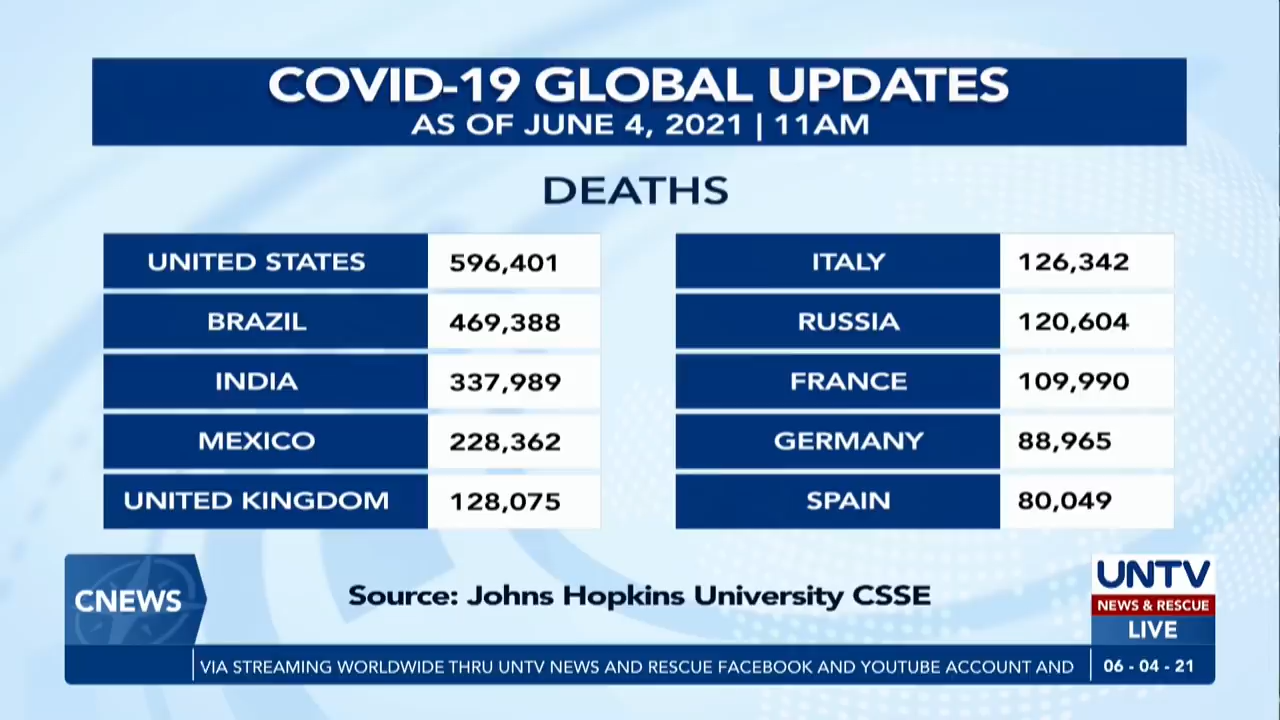 COVID-19 GLOBAL UPDATES
AS OF JUNE 4, 2021 | 11AM
DEATHS
UNITED STATES 596,401
BRAZIL 469,388
INDIA 337,989
MEXICO 228,362
UNITED KINGDOM 128,075
ITALY 126,342
RUSSIA 120,604
FRANCE 109,990
GERMANY 88,965
SPAIN 80,049
CNEWS
Source: Johns Hopkins University CSSE
UNTV
NEWS & RESCUE
LIVE
VIA STREAMING WORLDWIDE THRU UNTV NEWS AND RESCUE FACEBOOK AND YOUTUBE ACCOUNT AND
06 - 04 - 21